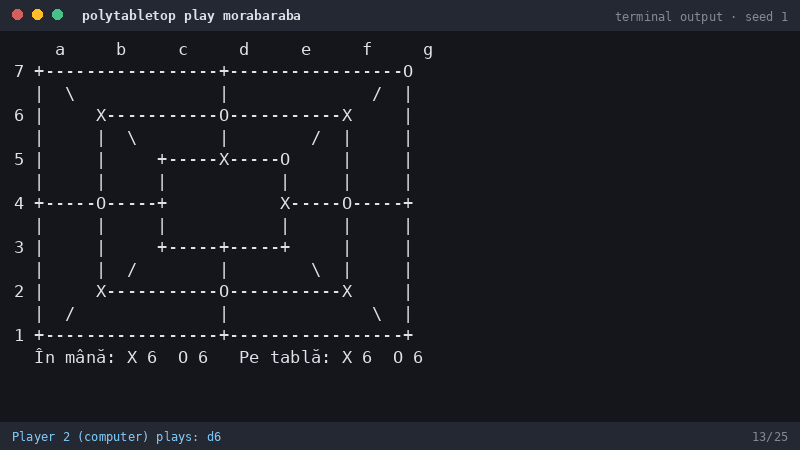 polytabletop play morabaraba
terminal output · seed 1
    a     b     c     d     e     f     g
7 +-----------------+-----------------O
  |  \              |              /  |
6 |     X-----------O-----------X     |
  |     |  \        |       /  |     |
5 |     |     +-----X-----O     |     |
  |     |     |           |     |     |
4 +-----O-----+           X-----O-----+
  |     |     |           |     |     |
3 |     |     +-----+-----+     |     |
  |     |  /        |       \  |     |
2 |     X-----------O-----------X     |
  |  /              |              \  |
1 +-----------------+-----------------+
  În mână: X 6  O 6   Pe tablă: X 6  O 6
Player 2 (computer) plays: d6
13/25